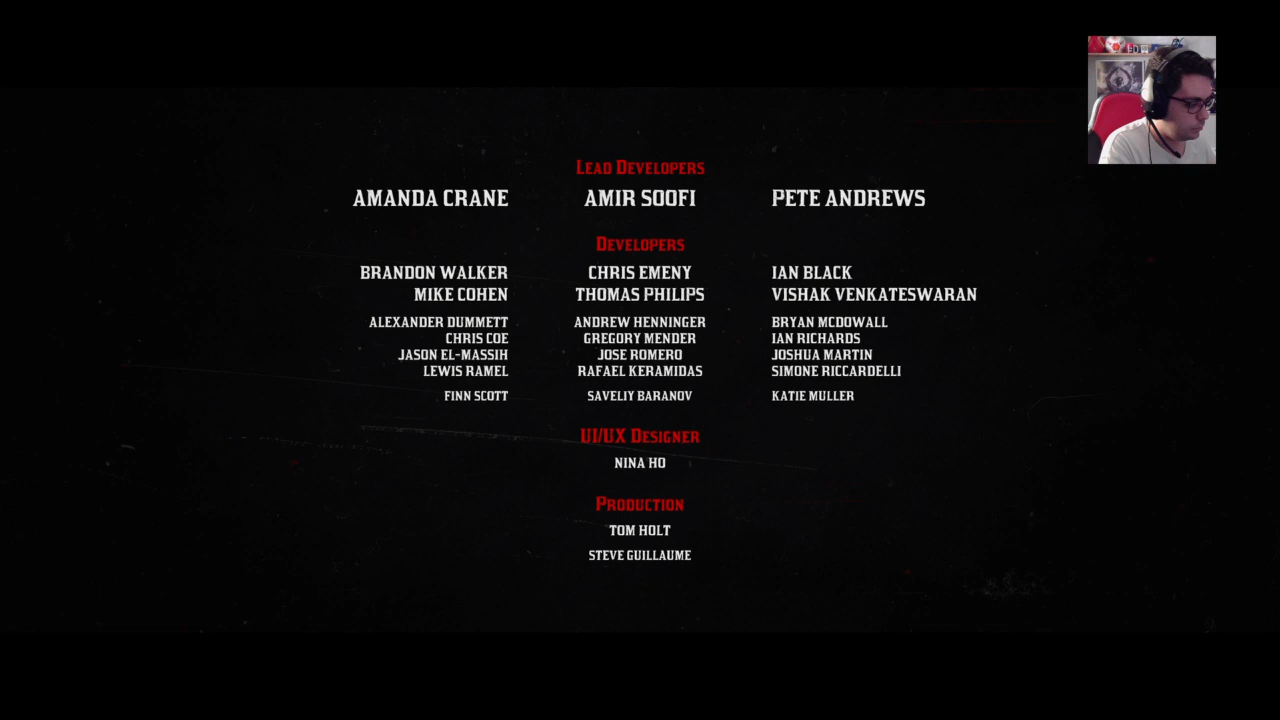 Lead Developers
AMANDA CRANE AMIR SOOFI PETE ANDREWS
Developers
BRANDON WALKER CHRIS EMENY IAN BLACK
MIKE COHEN THOMAS PHILIPS VISHAK VENKATESWARAN
ALEXANDER DUMMETT ANDREW HENNINGER BRYAN MCDOWALL
CHRIS COE GREGORY MENDER IAN RICHARDS
JASON EL-MASSIH JOSE ROMERO JOSHUA MARTIN
LEWIS RAMEL RAFAEL KERAMIDAS SIMONE RICCARDELLI
FINN SCOTT SAVELIY BARANOV KATIE MULLER
UI/UX Designer
NINA HO
Production
TOM HOLT
STEVE GUILLAUME